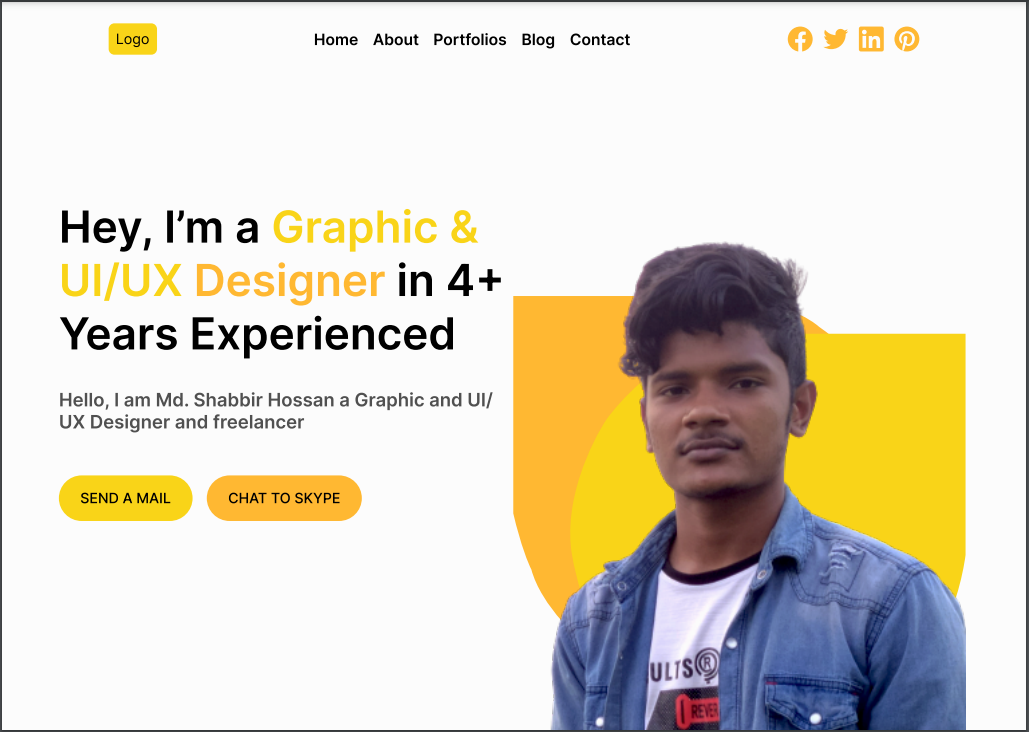 Logo
Home About Portfolios Blog Contact
Hey, I’m a Graphic &
UI/UX Designer in 4+
Years Experienced
Hello, I am Md. Shabbir Hossan a Graphic and UI/
UX Designer and freelancer
SEND A MAIL
CHAT TO SKYPE
ULTS®
REVER